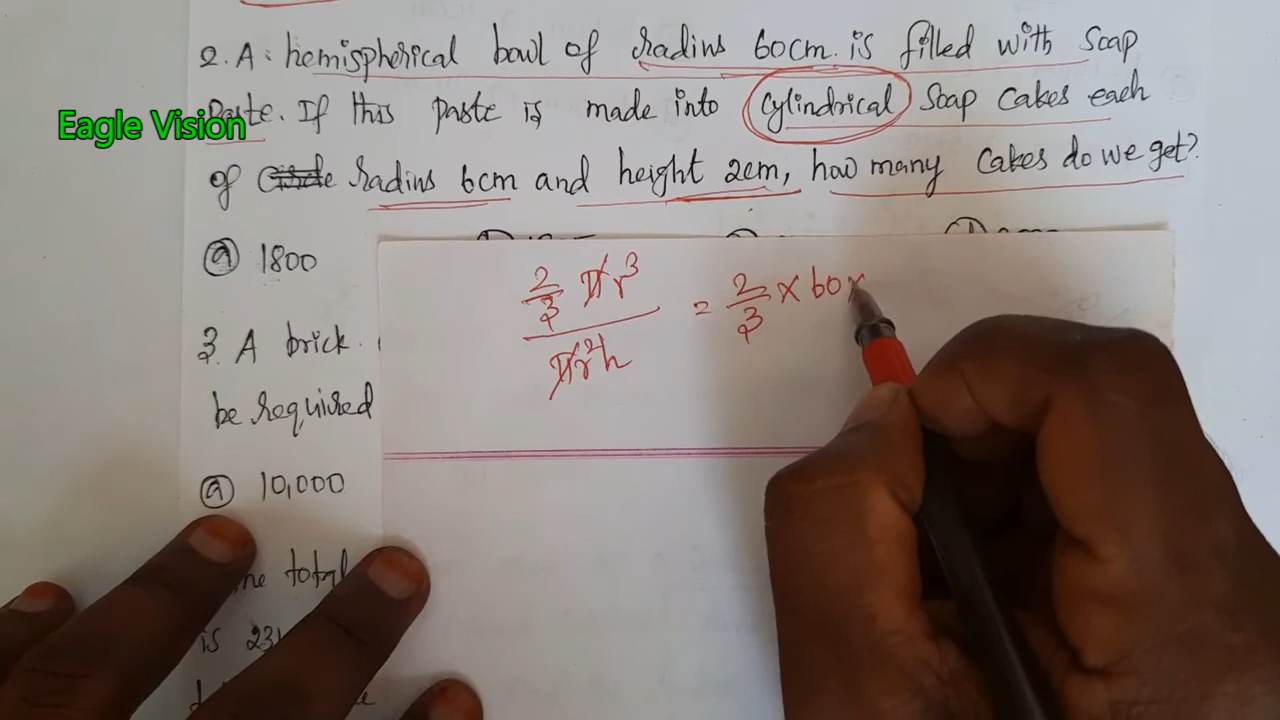 2. A. hemispherical bowl of radius 60cm. is filled with Soap
Paste. If this paste is made into Cylindrical Soap Cakes each
of radius 6cm and height 2cm, how many Cakes do we get?
Eagle Vision
ⓐ 1800
2/3 πr³ / πr²h = 2/3 × 60 ×
3. A brick.
be required
ⓐ 10,000
total
is 231